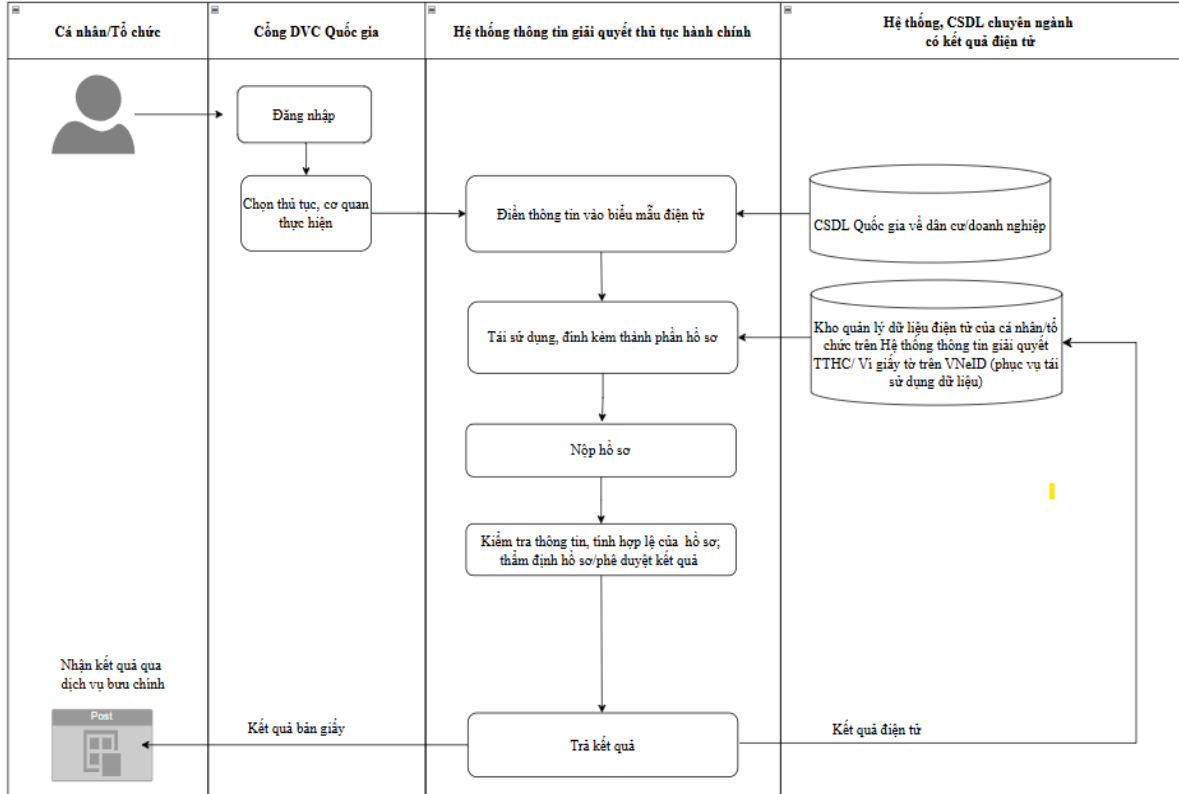 Cá nhân/Tổ chức
Cổng DVC Quốc gia
Hệ thống thông tin giải quyết thủ tục hành chính
Hệ thống, CSDL chuyên ngành
có kết quả điện tử
Đăng nhập
Chọn thủ tục, cơ quan
thực hiện
Điền thông tin vào biểu mẫu điện tử
CSDL Quốc gia về dân cư/doanh nghiệp
Tái sử dụng, đính kèm thành phần hồ sơ
Kho quản lý dữ liệu điện tử của cá nhân/tổ
chức trên Hệ thống thông tin giải quyết
TTHC/ Ví giấy tờ trên VNeID (phục vụ tái
sử dụng dữ liệu)
Nộp hồ sơ
Kiểm tra thông tin, tính hợp lệ của hồ sơ;
thẩm định hồ sơ/phê duyệt kết quả
Nhận kết quả qua
dịch vụ bưu chính
Post
Kết quả bản giấy
Trả kết quả
Kết quả điện tử